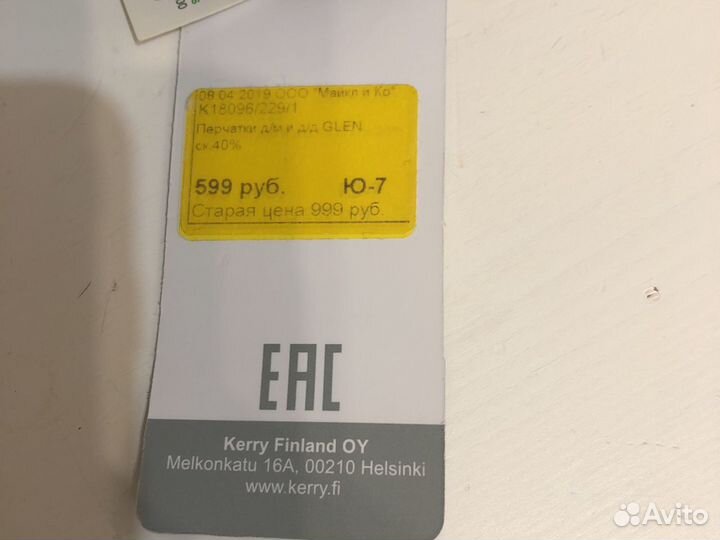 08.04.2019 ООО "Майкл и Ко"
K18096/229/1
Перчатки д/м и д/д GLEN
ск.40%
599 руб. Ю-7
Старая цена 999 руб.
EAC
Kerry Finland OY
Melkonkatu 16A, 00210 Helsinki
www.kerry.fi
Avito